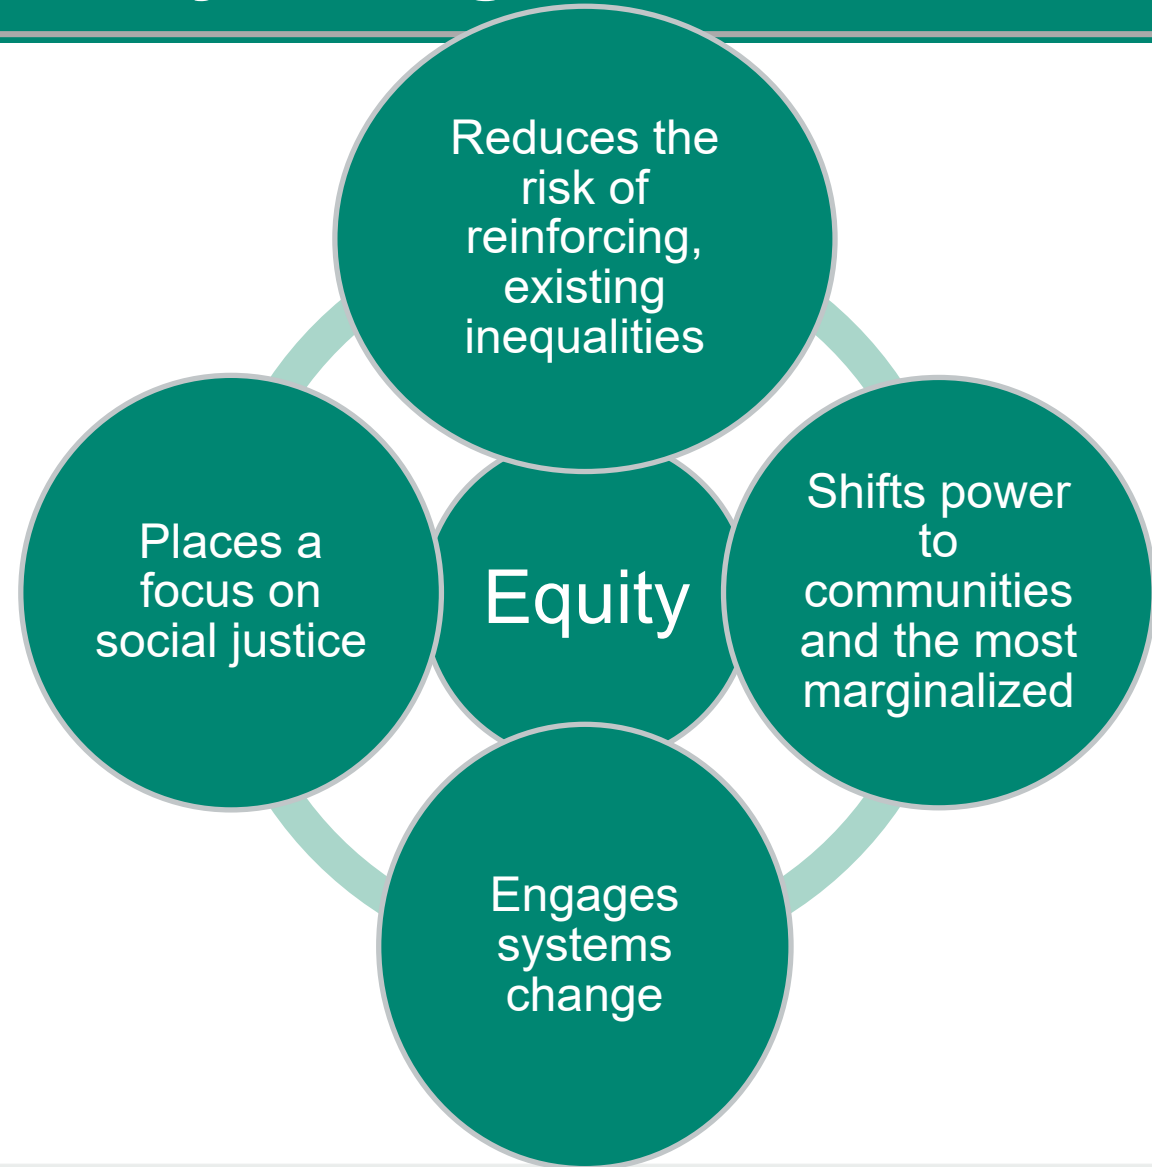 Reduces the
risk of
reinforcing,
existing
inequalities
Places a
focus on
social justice
Equity
Shifts power
to
communities
and the most
marginalized
Engages
systems
change